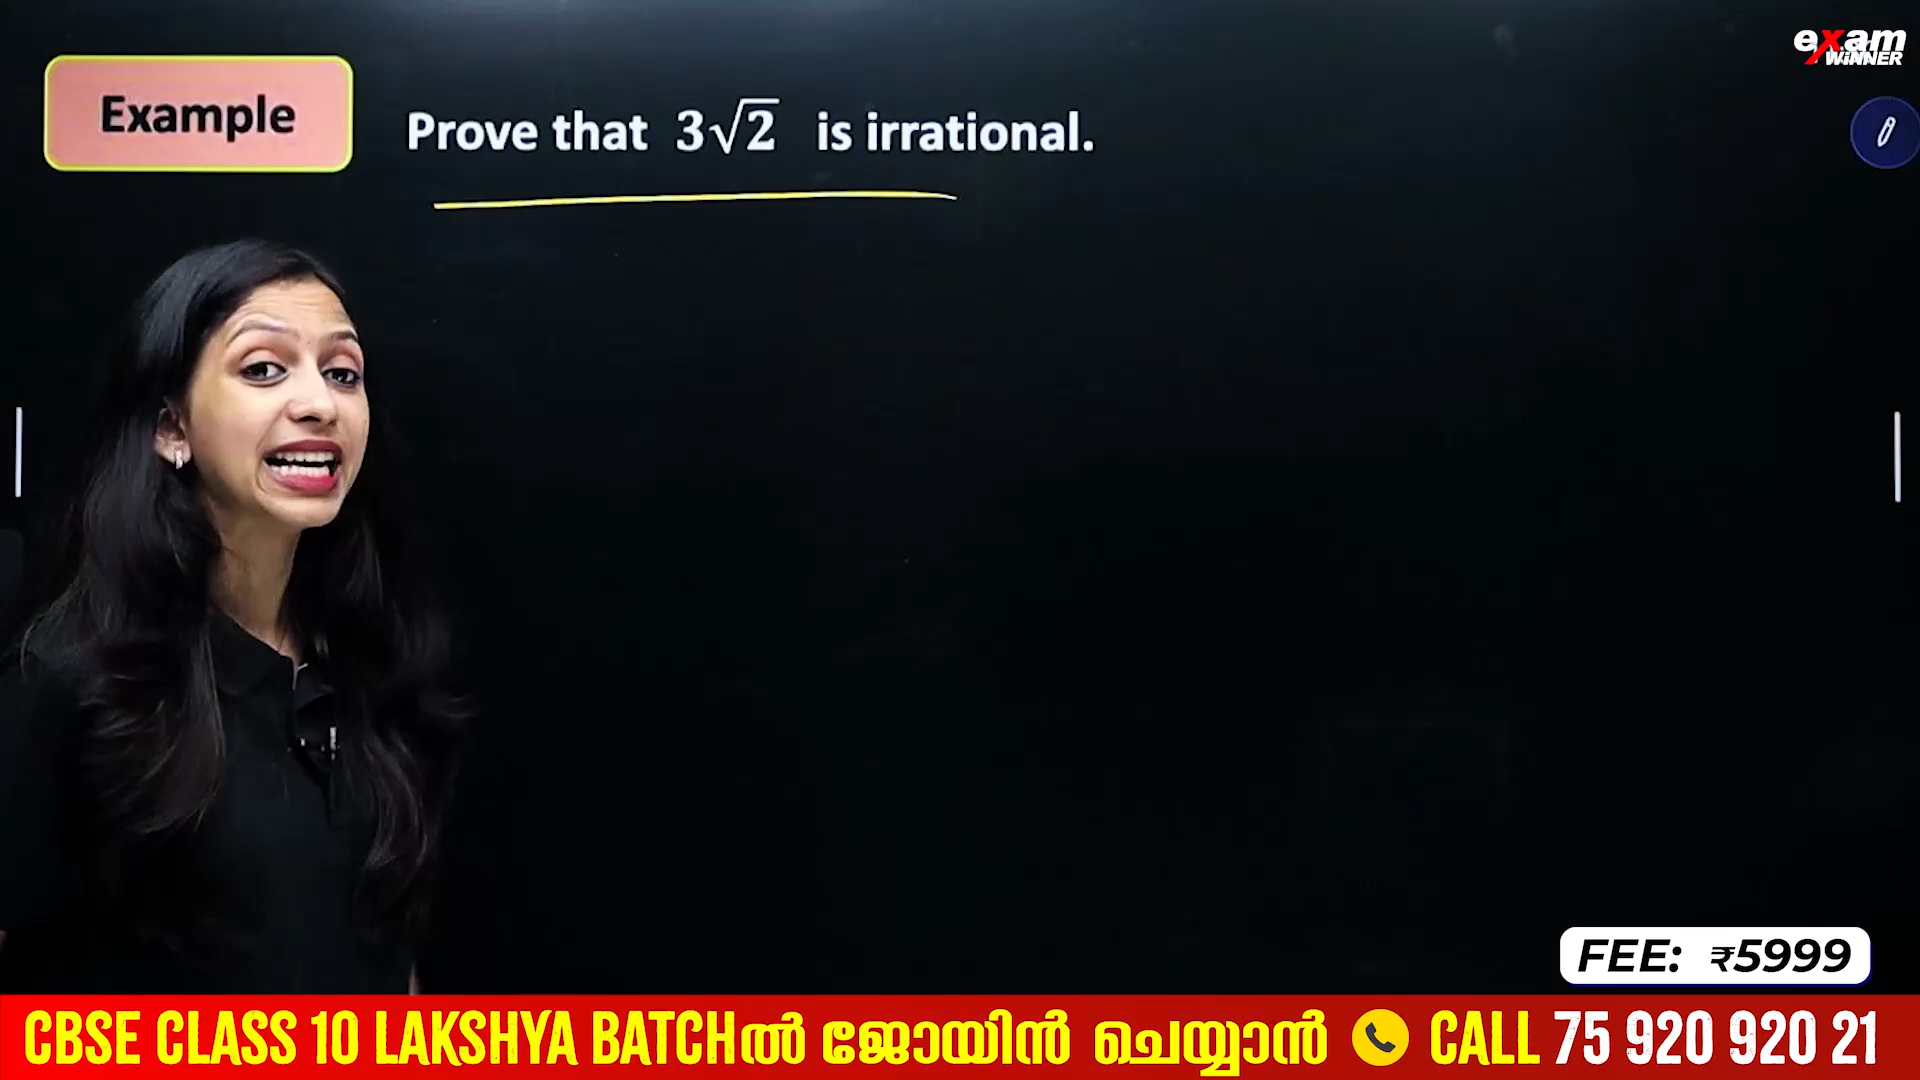 exam
WINNER
Example
Prove that 3√2 is irrational.
FEE: ₹5999
CBSE CLASS 10 LAKSHYA BATCHൽ ജോയിൻ ചെയ്യാൻ CALL 75 920 920 21